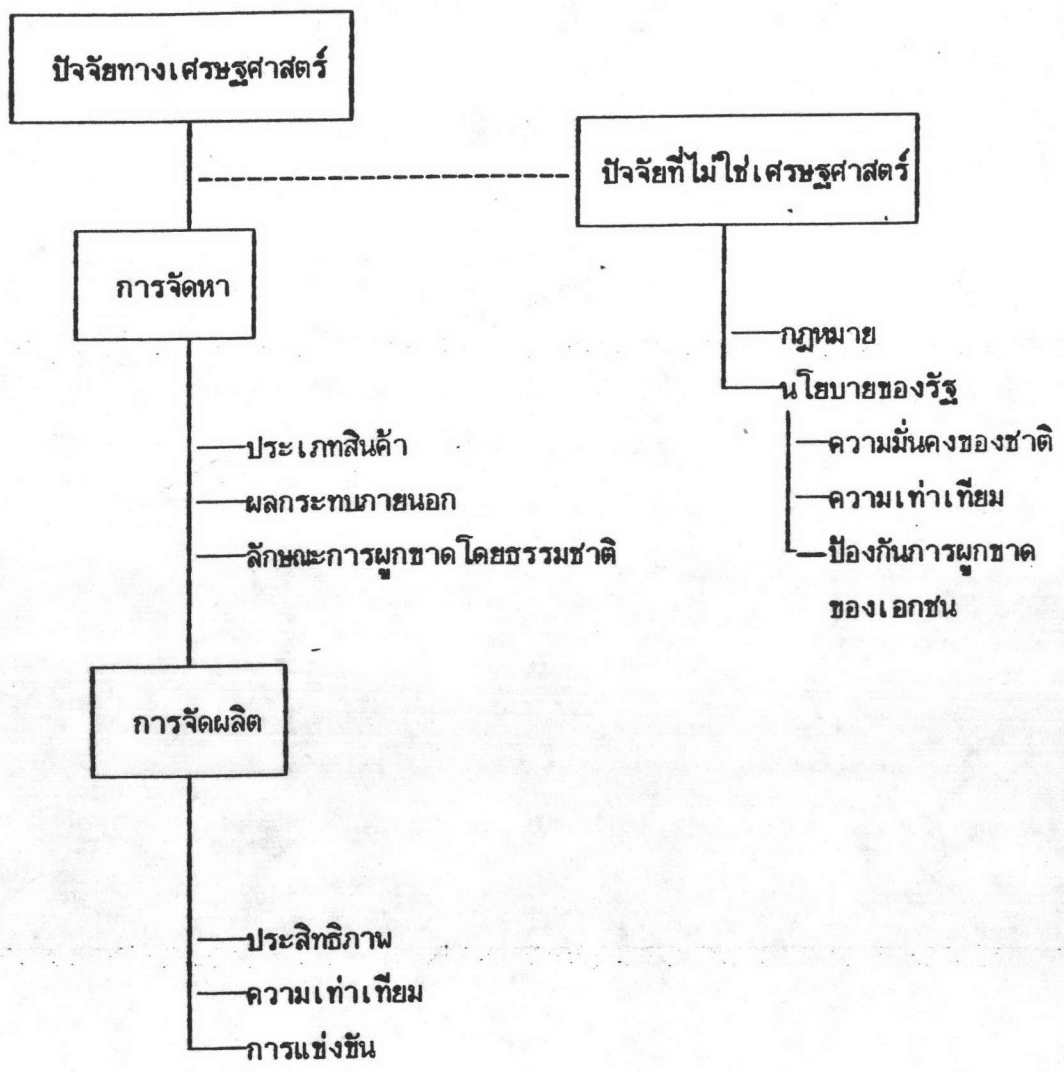 ปัจจัยทางเศรษฐศาสตร์
ปัจจัยที่ไม่ใช่เศรษฐศาสตร์
การจัดหา
กฎหมาย
นโยบายของรัฐ
ความมั่นคงของชาติ
ความเท่าเทียม
ป้องกันการผูกขาด
ของเอกชน
ประเภทสินค้า
ผลกระทบภายนอก
ลักษณะการผูกขาดโดยธรรมชาติ
การจัดผลิต
ประสิทธิภาพ
ความเท่าเทียม
การแข่งขัน